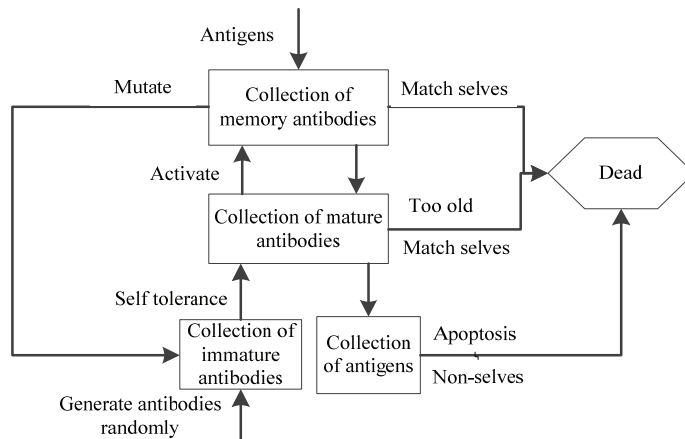 Antigens
Mutate
Collection of
memory antibodies
Match selves
Activate
Dead
Collection of mature
antibodies
Too old
Match selves
Self tolerance
Collection of
immature
antibodies
Collection
of antigens
Apoptosis
Non-selves
Generate antibodies
randomly